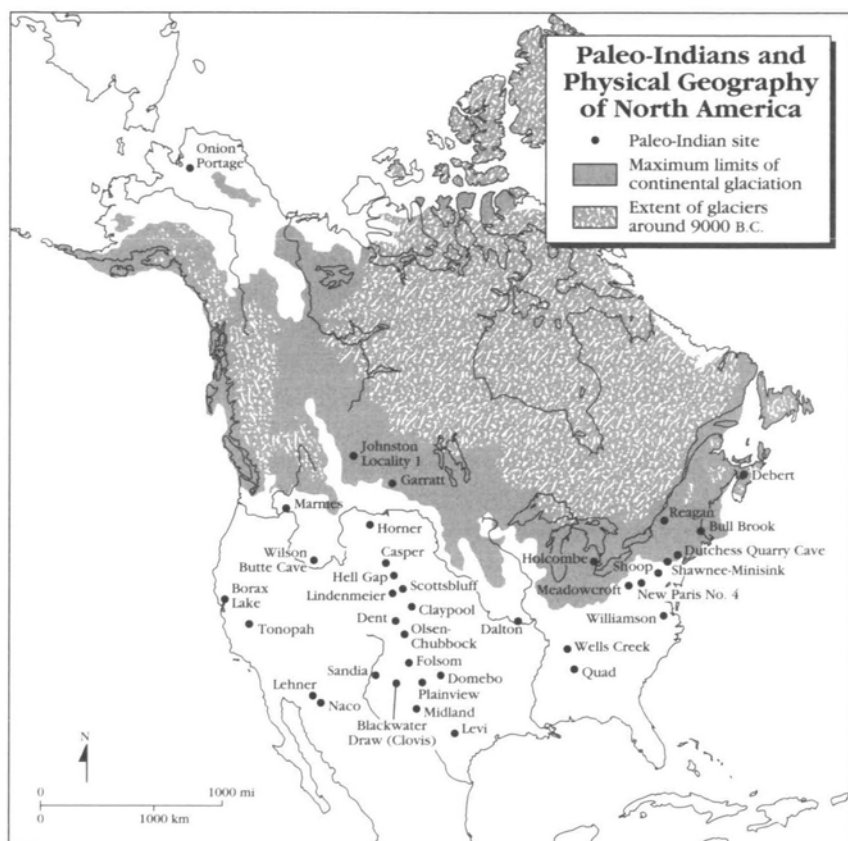 Paleo-Indians and
Physical Geography
of North America
Paleo-Indian site
Maximum limits of
continental glaciation
Extent of glaciers
around 9000 B.C.
Onion
Portage
Johnston
Locality 1
Garratt
Debert
Marmes
Reagan
Bull Brook
Horner
Wilson
Butte Cave
Casper
Holcombe
Shoop
Dutchess Quarry Cave
Shawnee-Minisink
Hell Gap
Scottsbluff
Meadowcroft
New Paris No. 4
Borax
Lake
Lindenmeier
Claypool
Williamson
Tonopah
Dent
Olsen-
Chubbock
Dalton
Wells Creek
Folsom
Quad
Sandia
Domebo
Lehner
Plainview
Naco
Midland
Blackwater
Draw (Clovis)
Levi
N
0 1000 mi
0 1000 km